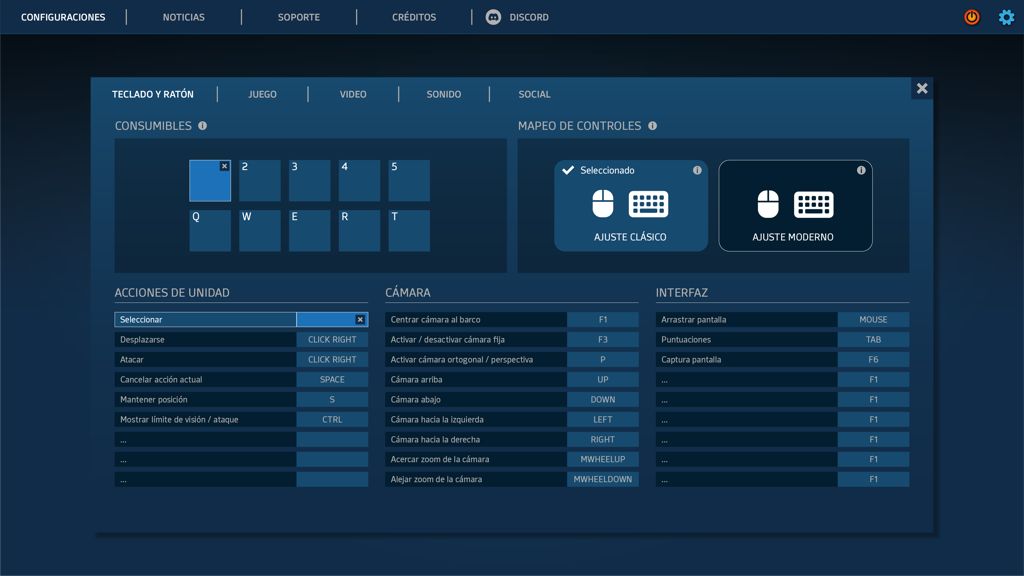 CONFIGURACIONES NOTICIAS SOPORTE CRÉDITOS DISCORD
TECLADO Y RATÓN JUEGO VIDEO SONIDO SOCIAL
CONSUMIBLES
2 3 4 5
Q W E R T
MAPEO DE CONTROLES
Seleccionado
AJUSTE CLÁSICO
AJUSTE MODERNO
ACCIONES DE UNIDAD
Seleccionar
Desplazarse CLICK RIGHT
Atacar CLICK RIGHT
Cancelar acción actual SPACE
Mantener posición S
Mostrar límite de visión / ataque CTRL
...
...
...
CÁMARA
Centrar cámara al barco F1
Activar / desactivar cámara fija F3
Activar cámara ortogonal / perspectiva P
Cámara arriba UP
Cámara abajo DOWN
Cámara hacia la izquierda LEFT
Cámara hacia la derecha RIGHT
Acercar zoom de la cámara MWHEELUP
Alejar zoom de la cámara MWHEELDOWN
INTERFAZ
Arrastrar pantalla MOUSE
Puntuaciones TAB
Captura pantalla F6
... F1
... F1
... F1
... F1
... F1
... F1